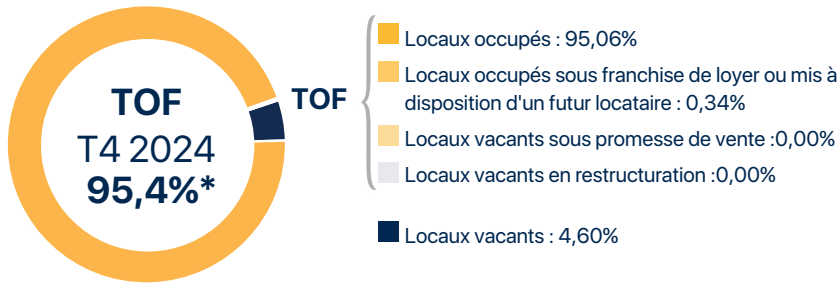 TOF
T4 2024
95,4%*
TOF
Locaux occupés : 95,06%
Locaux occupés sous franchise de loyer ou mis à
disposition d'un futur locataire : 0,34%
Locaux vacants sous promesse de vente :0,00%
Locaux vacants en restructuration :0,00%
Locaux vacants : 4,60%